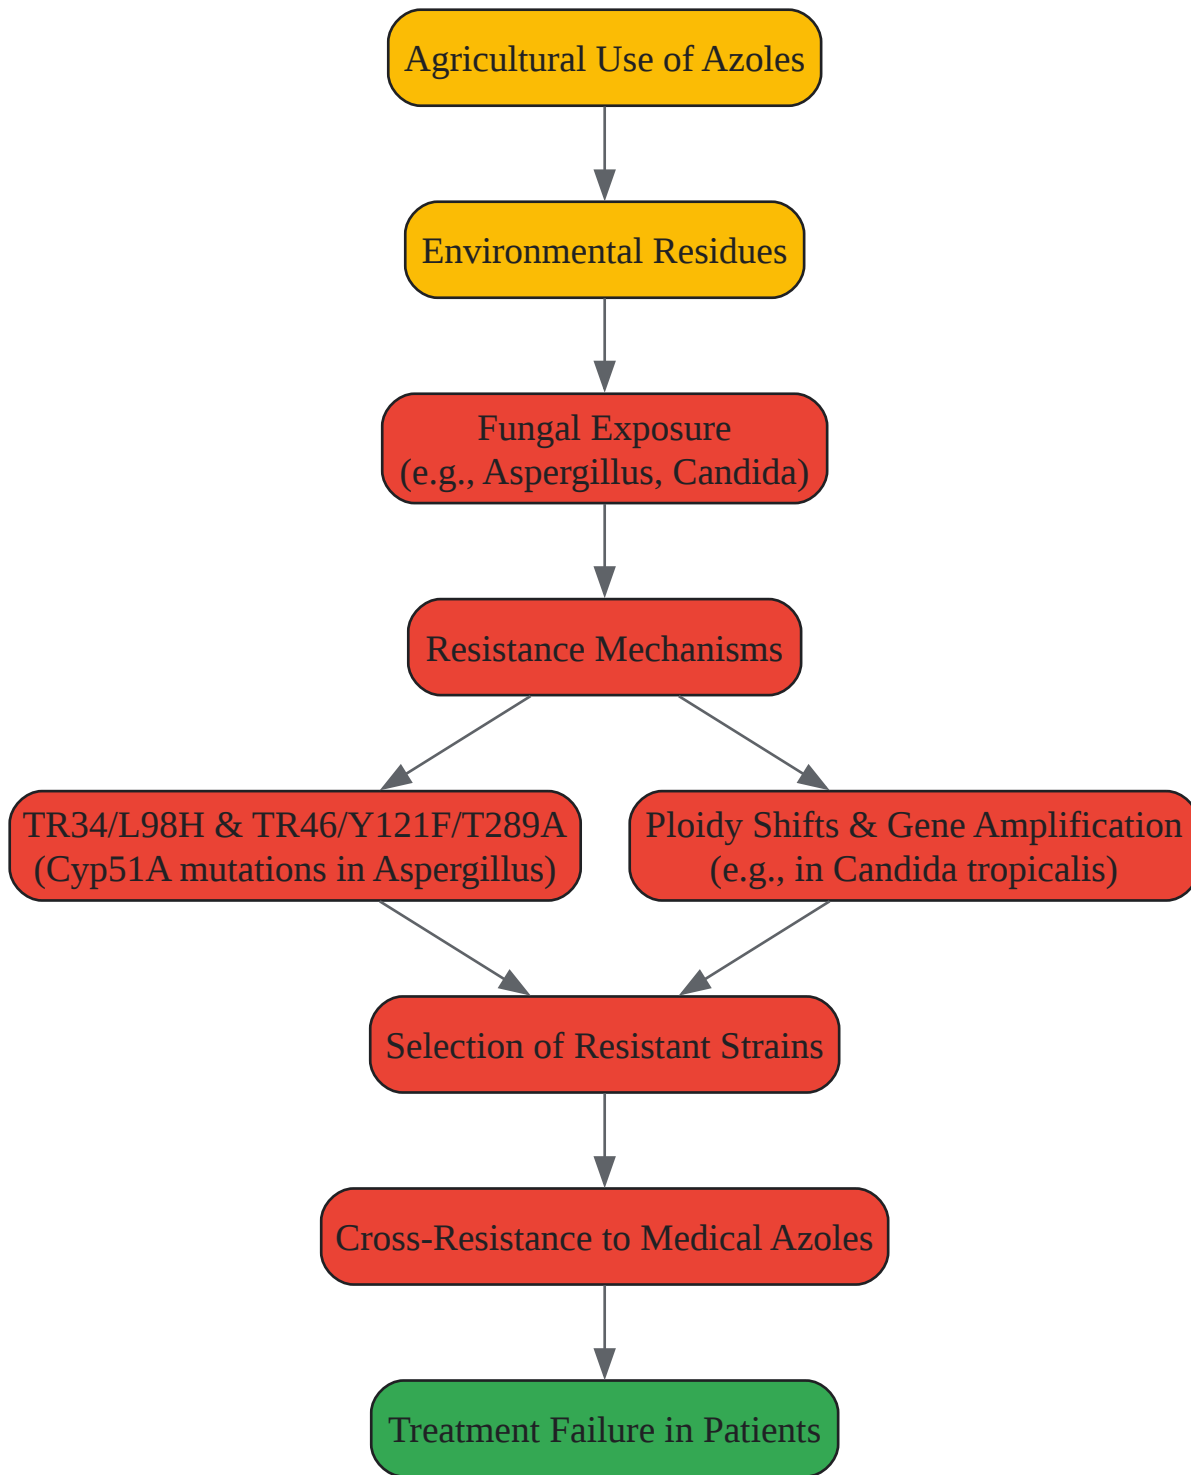 Agricultural Use of Azoles
Environmental Residues
Fungal Exposure
(e.g., Aspergillus, Candida)
Resistance Mechanisms
TR34/L98H & TR46/Y121F/T289A
(Cyp51A mutations in Aspergillus)
Ploidy Shifts & Gene Amplification
(e.g., in Candida tropicalis)
Selection of Resistant Strains
Cross-Resistance to Medical Azoles
Treatment Failure in Patients